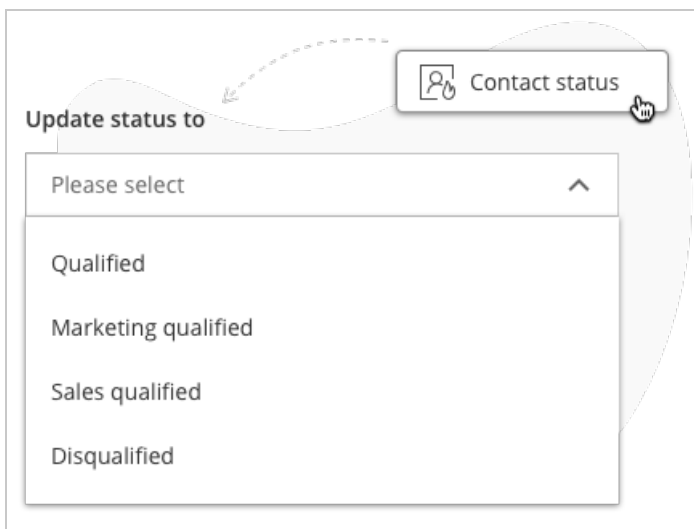 Contact status
Update status to
Please select
Qualified
Marketing qualified
Sales qualified
Disqualified